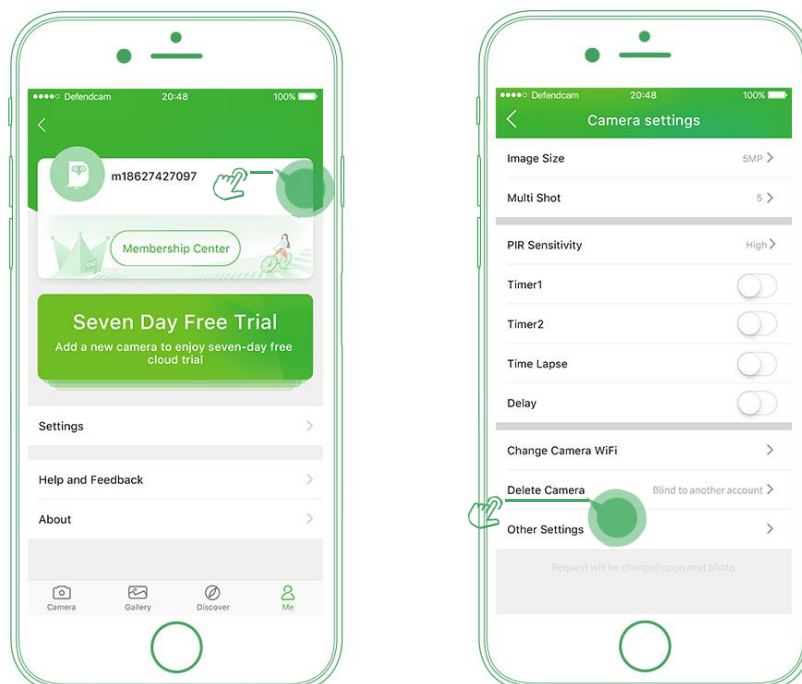 Defendcam 20:48 100%
m18627427097
Membership Center
Seven Day Free Trial
Add a new camera to enjoy seven-day free
cloud trial
Settings
Help and Feedback
About
Camera Gallery Discover Me
Defendcam 20:48 100%
Camera settings
Image Size 5MP
Multi Shot 5
PIR Sensitivity High
Timer1
Timer2
Time Lapse
Delay
Change Camera WiFi
Delete Camera Blind to another account
Other Settings
Request will be changed upon next photo